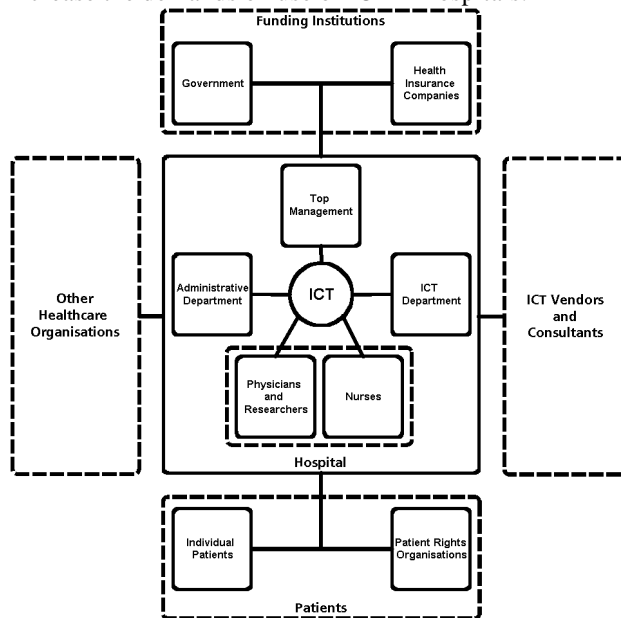 Funding Institutions
Government
Health
Insurance
Companies
Top
Management
Administrative
Department
ICT
ICT
Department
Other
Healthcare
Organisations
ICT Vendors
and
Consultants
Physicians
and
Researchers
Nurses
Hospital
Individual
Patients
Patient Rights
Organisations
Patients